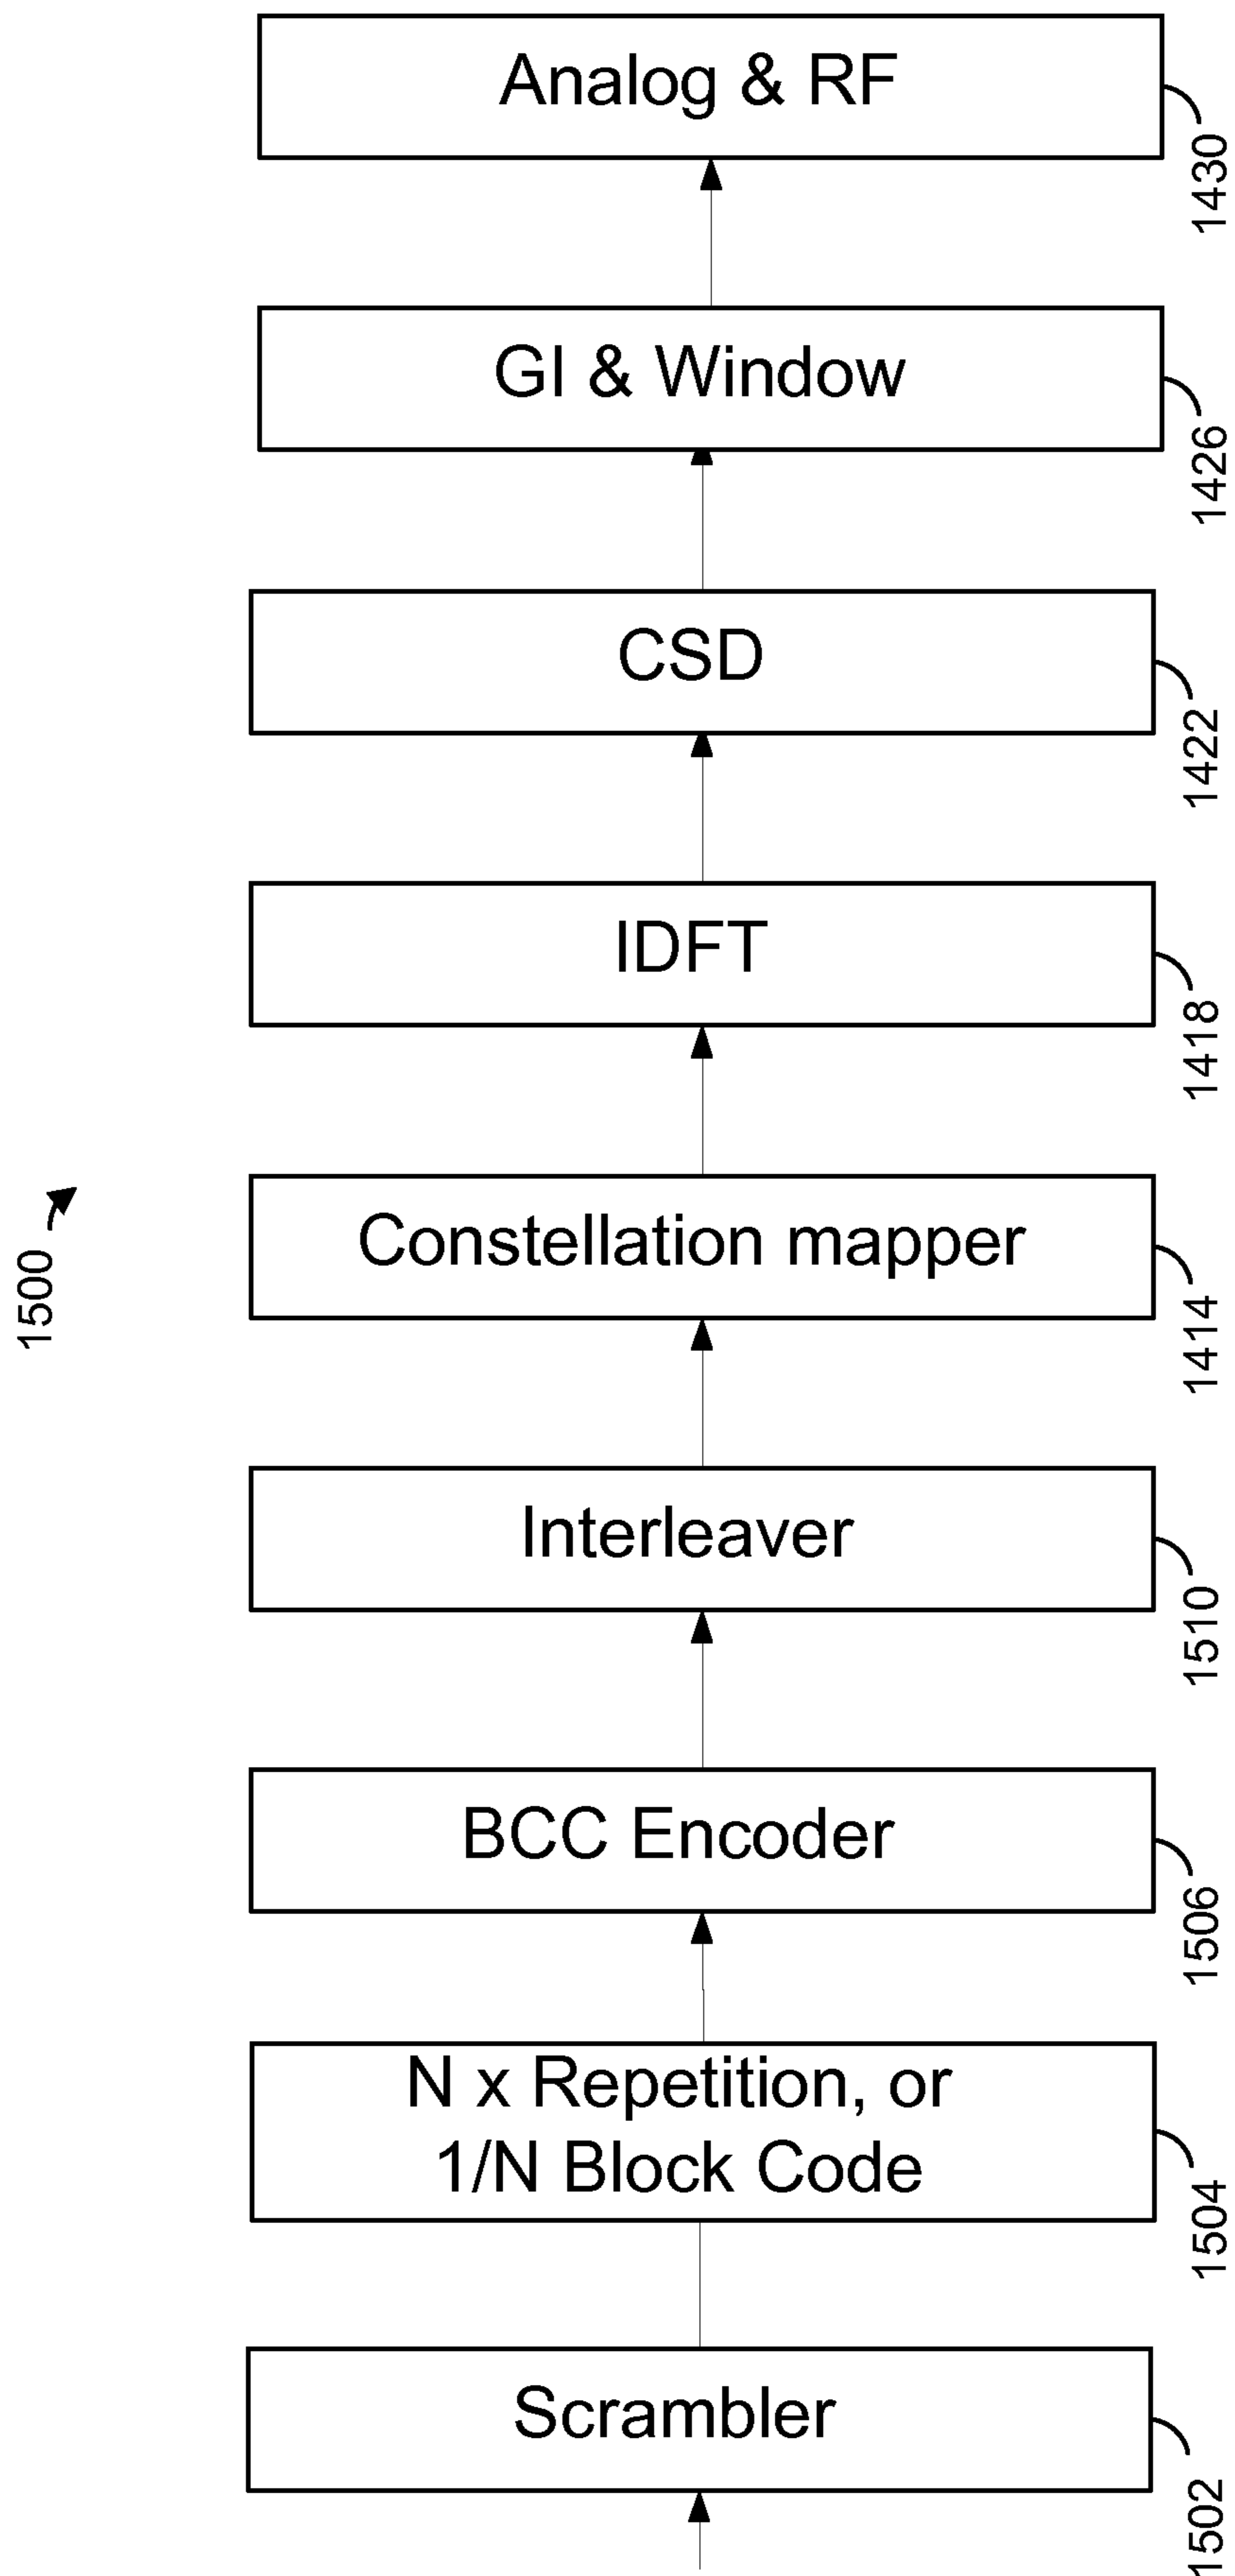 Analog & RF
1430
GI & Window
1426
CSD
1422
IDFT
1418
1500
Constellation mapper
1414
Interleaver
1510
BCC Encoder
1506
N x Repetition, or
1/N Block Code
1504
Scrambler
1502